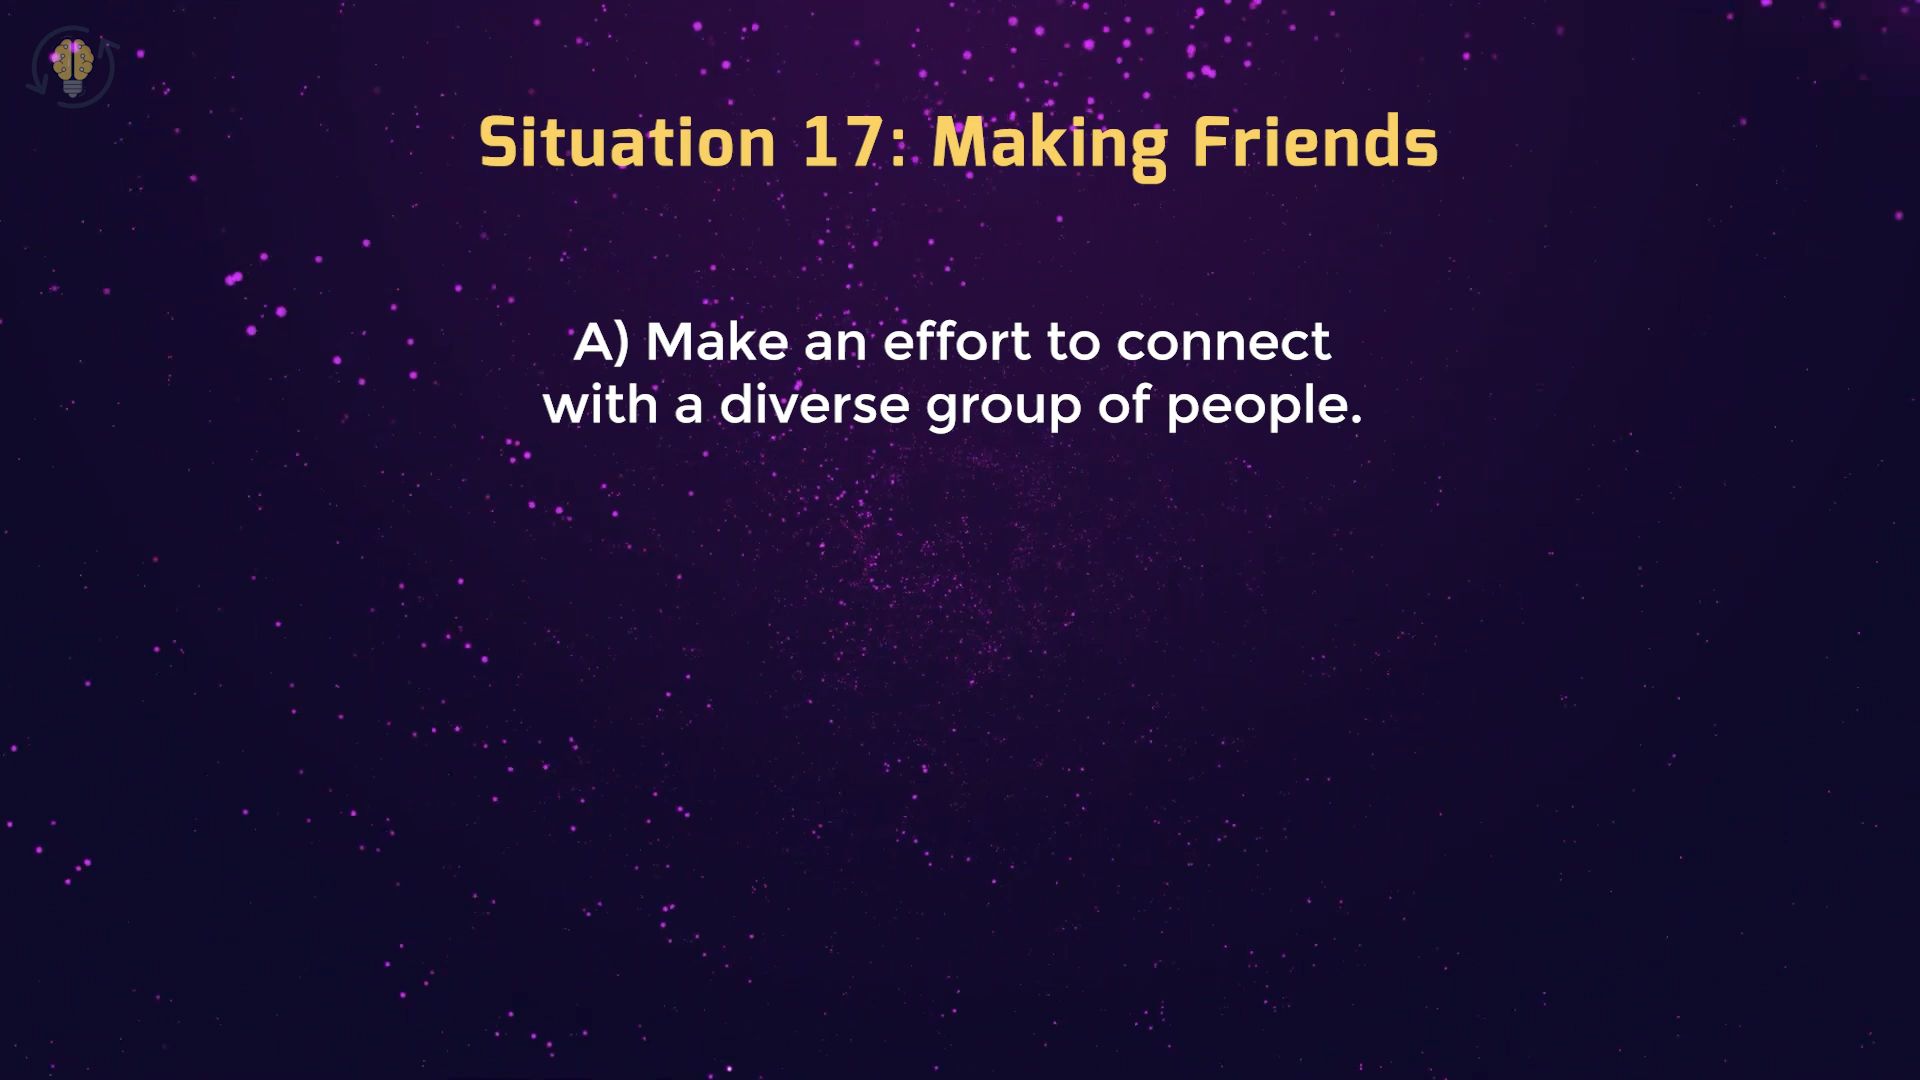 Situation 17: Making Friends
A) Make an effort to connect
with a diverse group of people.